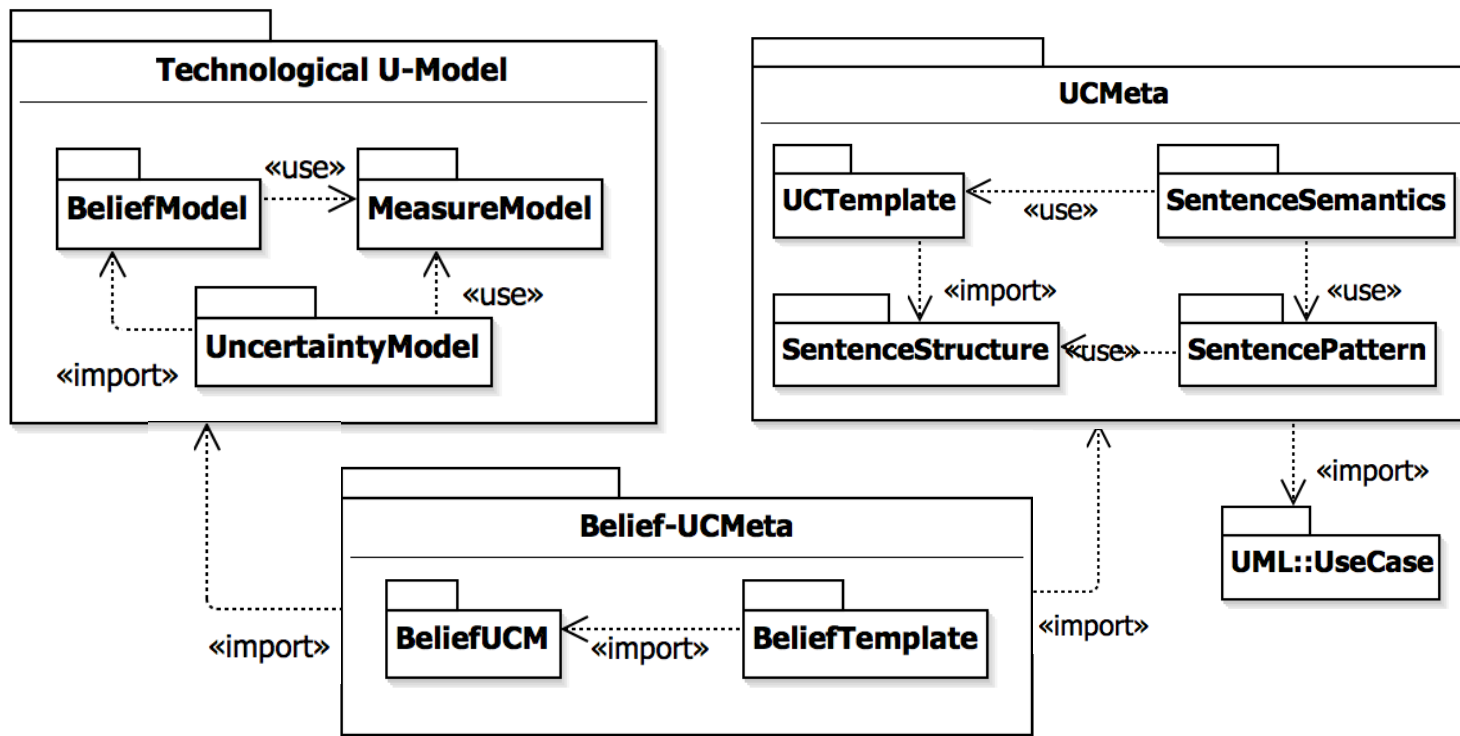 Technological U-Model
«use»
BeliefModel
MeasureModel
«use»
UncertaintyModel
«import»
UCMeta
UCTemplate
«use»
SentenceSemantics
«import»
«use»
SentenceStructure
«use»
SentencePattern
«import»
UML::UseCase
Belief-UCMeta
BeliefUCM
«import»
BeliefTemplate
«import»
«import»